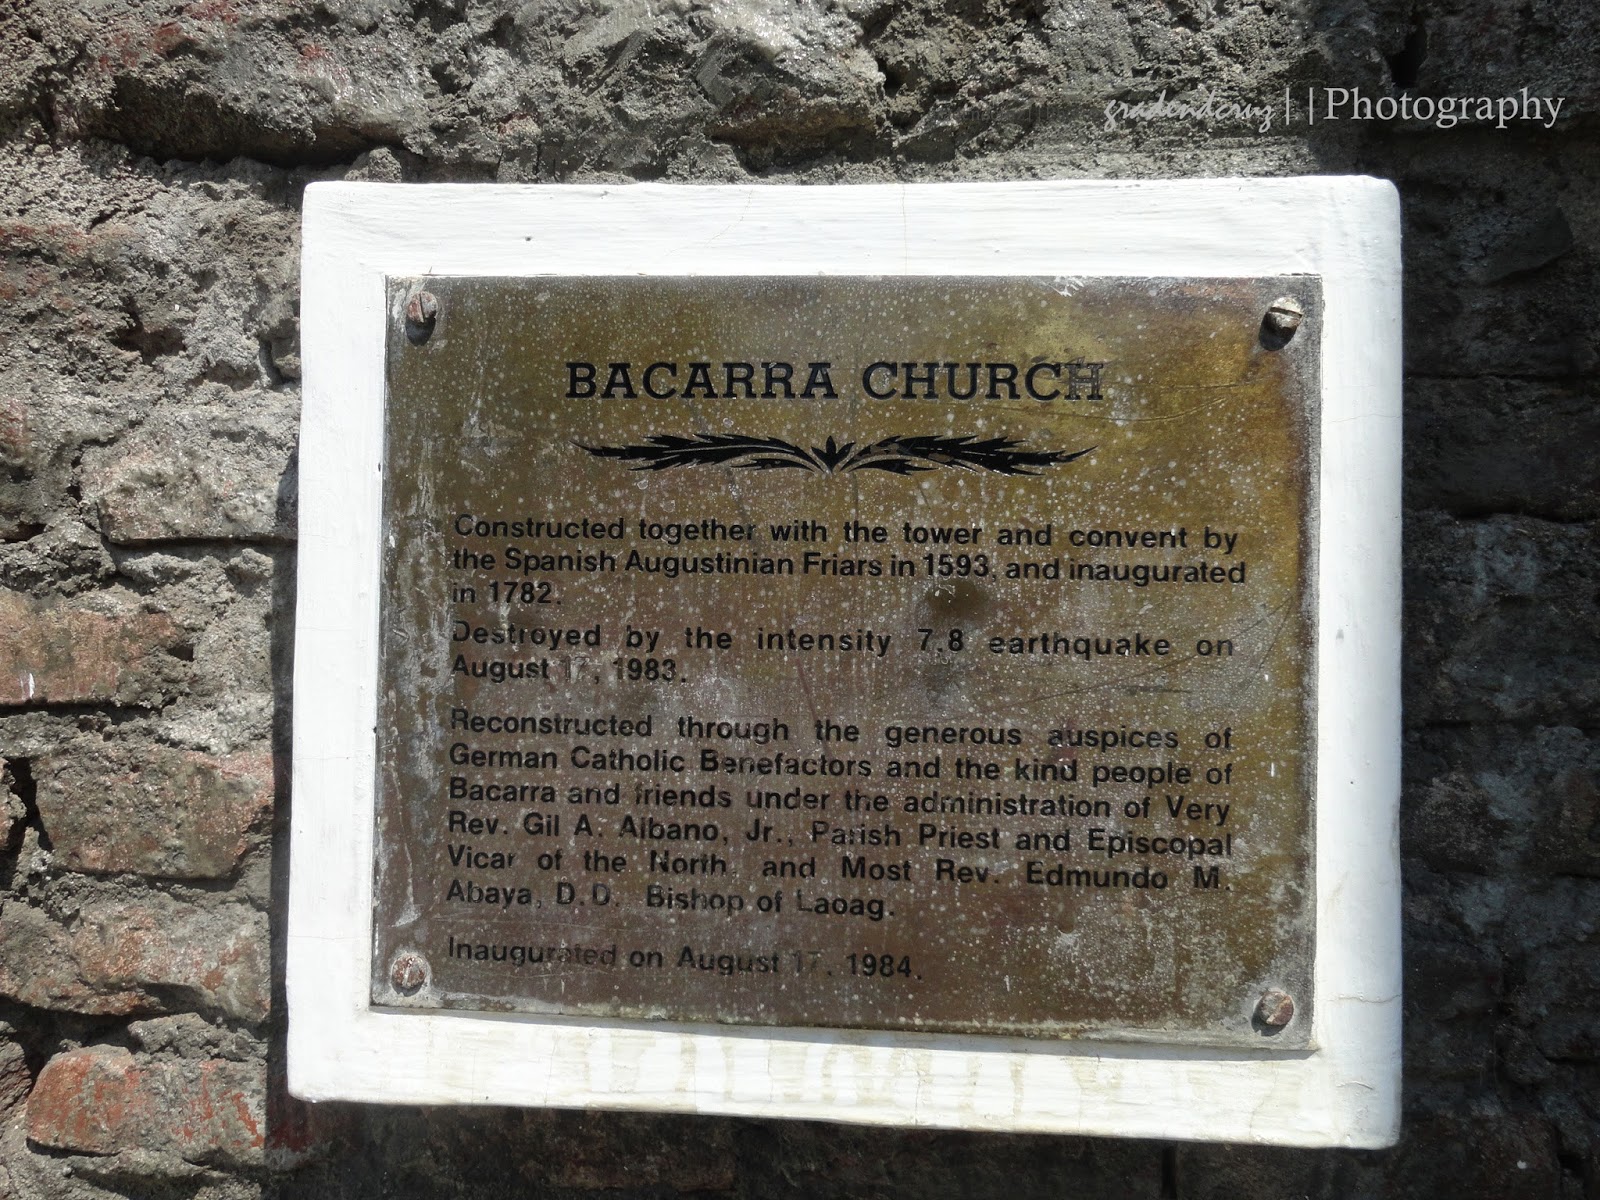 gradendcruz||Photography
BACARRA CHURCH
Constructed together with the tower and convent by
the Spanish Augustinian Friars in 1593, and inaugurated
in 1782.
Destroyed by the intensity 7.8 earthquake on
August 17, 1983.
Reconstructed through the generous auspices of
German Catholic Benefactors and the kind people of
Bacarra and friends under the administration of Very
Rev. Gil A. Albano, Jr., Parish Priest and Episcopal
Vicar of the North, and Most Rev. Edmundo M.
Abaya, D.D. Bishop of Laoag.
Inaugurated on August 17, 1984.